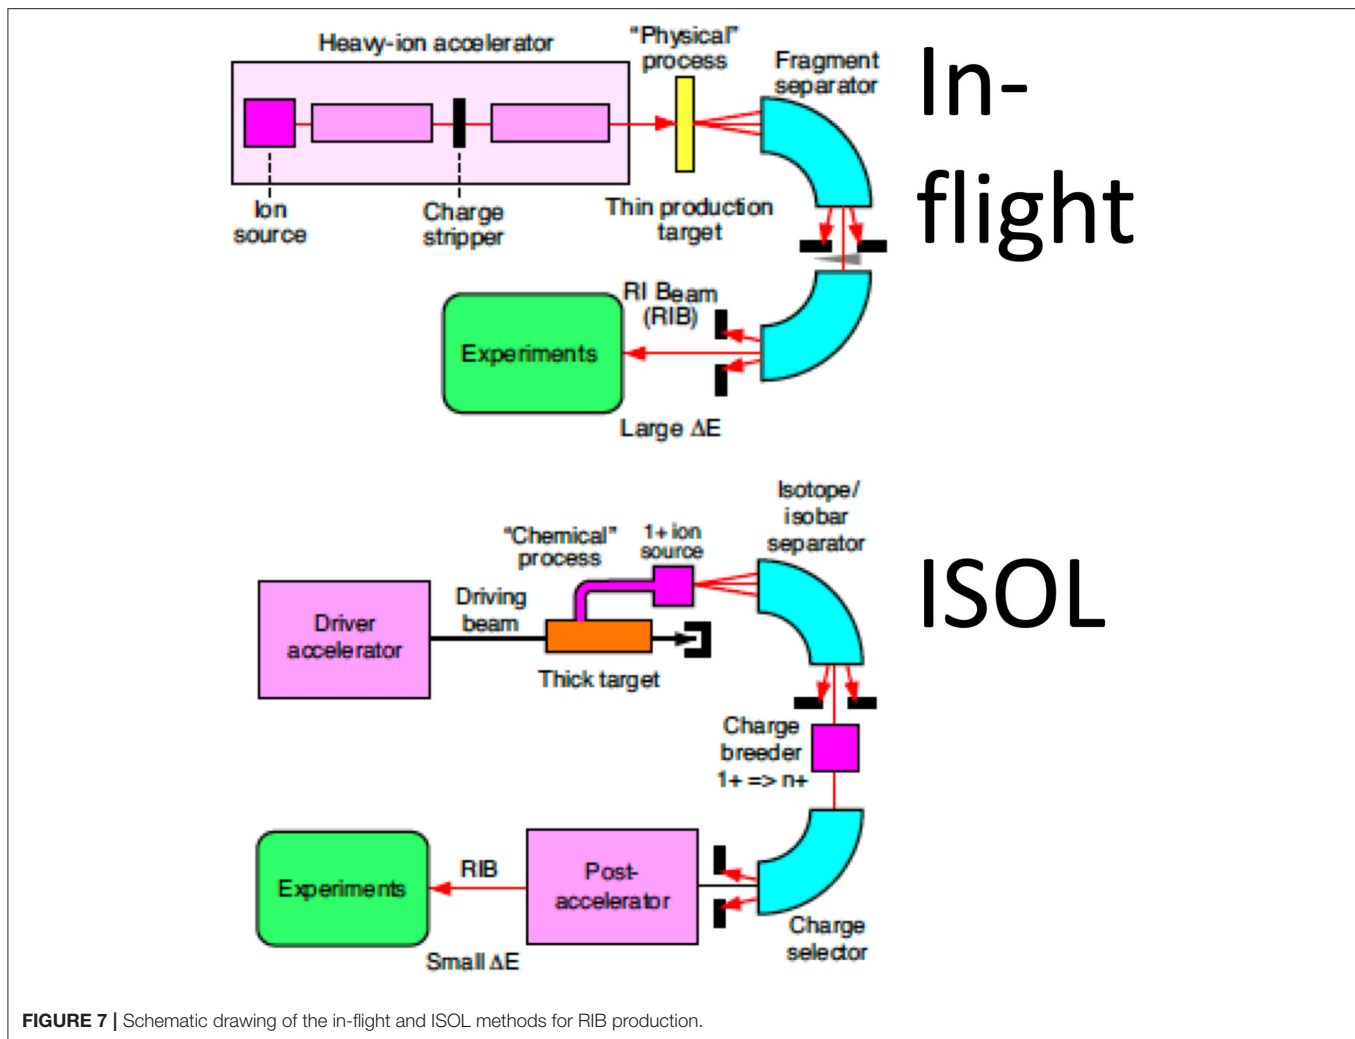 Heavy-ion accelerator
"Physical"
process
Fragment
separator
In-
flight
Ion
source
Charge
stripper
Thin production
target
RI Beam
(RIB)
Experiments
Large ΔE
Isotope/
isobar
separator
"Chemical"
process
1+ ion
source
ISOL
Driver
accelerator
Driving
beam
Thick target
Charge
breeder
1+ => n+
Experiments
RIB
Post-
accelerator
Small ΔE
Charge
selector
FIGURE 7 | Schematic drawing of the in-flight and ISOL methods for RIB production.